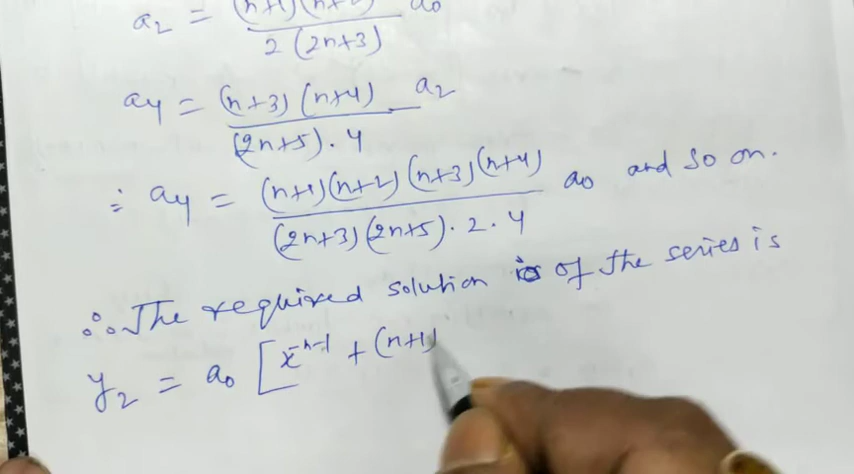 a₂ = (n+1)(n+2) / 2(2n+3) a₀
a₄ = (n+3)(n+4) / (2n+5)·4 a₂
∴ a₄ = (n+1)(n+2)(n+3)(n+4) / (2n+3)(2n+5)·2·4 a₀ and so on.
∴ The required solution of the series is
y₂ = a₀ [x⁻ⁿ⁻¹ + (n+1)